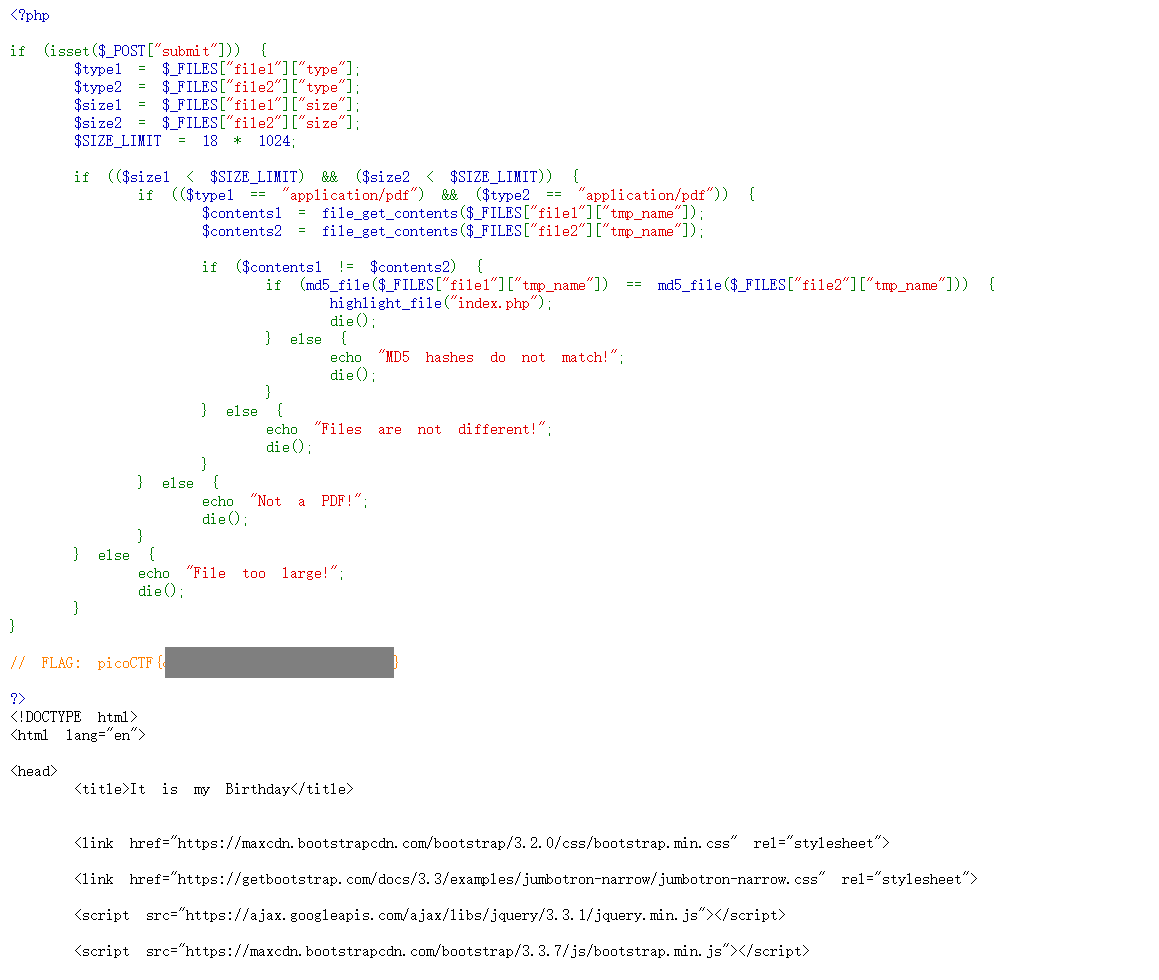 <?php
if (isset($_POST["submit"])) {
$type1 = $_FILES["file1"]["type"];
$type2 = $_FILES["file2"]["type"];
$size1 = $_FILES["file1"]["size"];
$size2 = $_FILES["file2"]["size"];
$SIZE_LIMIT = 18 * 1024;
if (($size1 < $SIZE_LIMIT) && ($size2 < $SIZE_LIMIT)) {
if (($type1 == "application/pdf") && ($type2 == "application/pdf")) {
$contents1 = file_get_contents($_FILES["file1"]["tmp_name"]);
$contents2 = file_get_contents($_FILES["file2"]["tmp_name"]);
if ($contents1 != $contents2) {
if (md5_file($_FILES["file1"]["tmp_name"]) == md5_file($_FILES["file2"]["tmp_name"])) {
highlight_file("index.php");
die();
} else {
echo "MD5 hashes do not match!";
die();
}
} else {
echo "Files are not different!";
die();
}
} else {
echo "Not a PDF!";
die();
}
} else {
echo "File too large!";
die();
}
}
// FLAG: picoCTF{ }
?>
<!DOCTYPE html>
<html lang="en">
<head>
<title>It is my Birthday</title>
<link href="https://maxcdn.bootstrapcdn.com/bootstrap/3.2.0/css/bootstrap.min.css" rel="stylesheet">
<link href="https://getbootstrap.com/docs/3.3/examples/jumbotron-narrow/jumbotron-narrow.css" rel="stylesheet">
<script src="https://ajax.googleapis.com/ajax/libs/jquery/3.3.1/jquery.min.js"></script>
<script src="https://maxcdn.bootstrapcdn.com/bootstrap/3.3.7/js/bootstrap.min.js"></script>